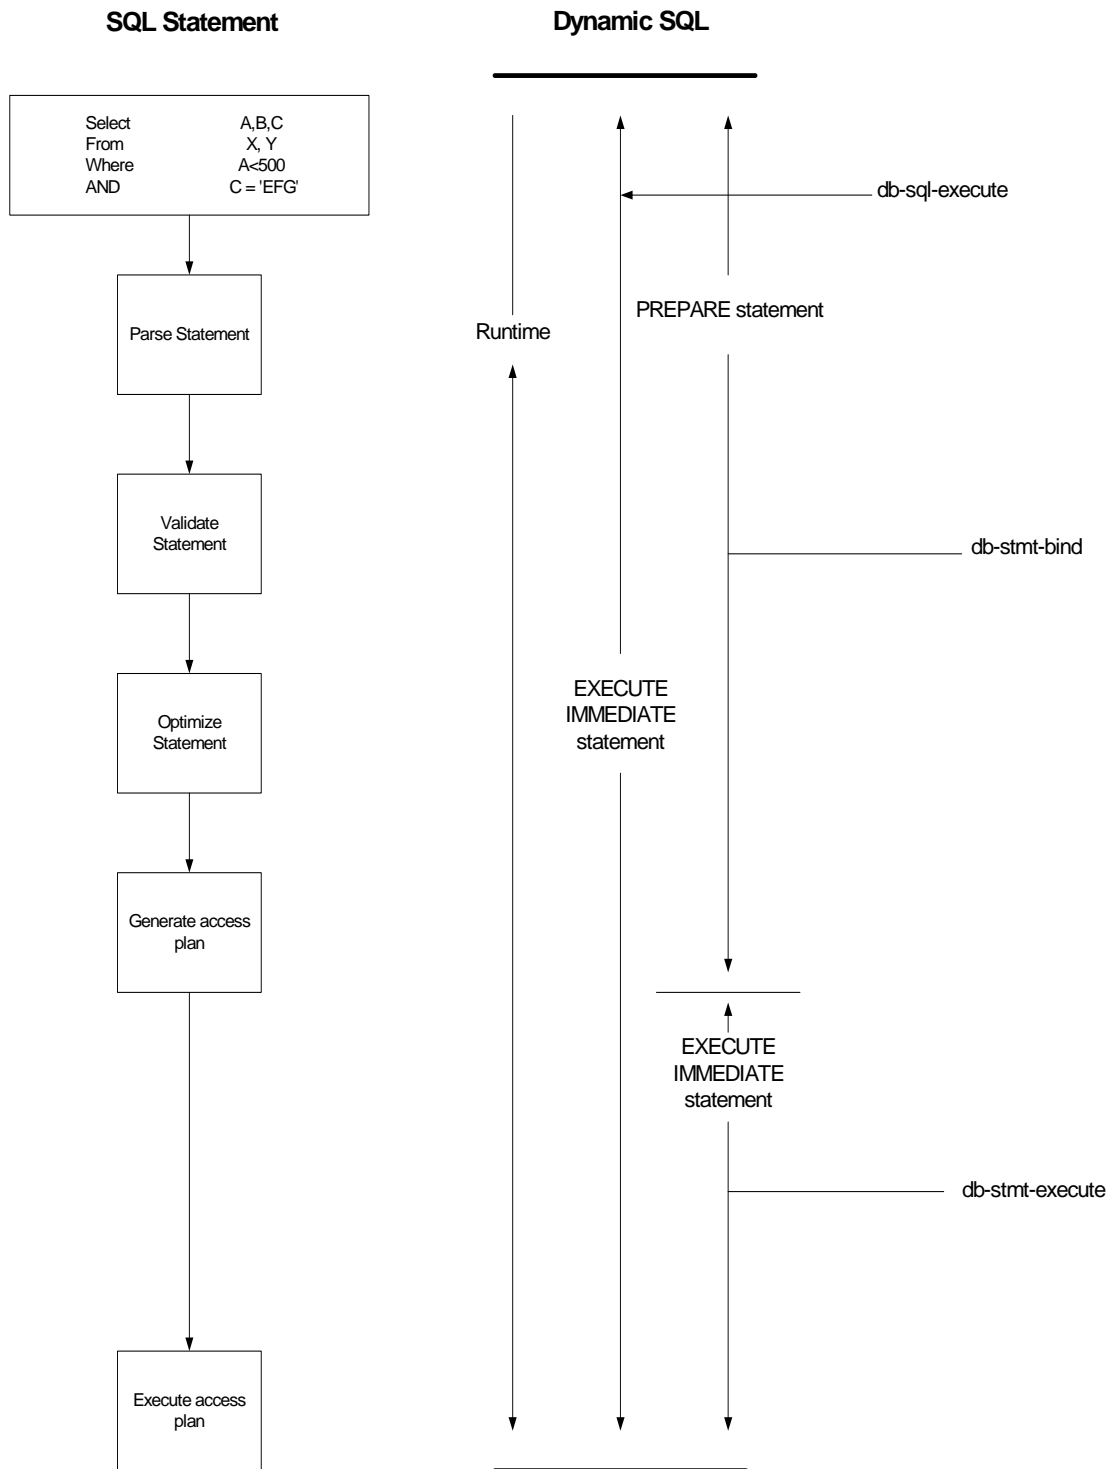 SQL Statement
Dynamic SQL
Select A,B,C
From X, Y
Where A<500
AND C = 'EFG'
db-sql-execute
Parse Statement
Runtime
PREPARE statement
Validate
Statement
db-stmt-bind
Optimize
Statement
EXECUTE
IMMEDIATE
statement
Generate access
plan
EXECUTE
IMMEDIATE
statement
db-stmt-execute
Execute access
plan